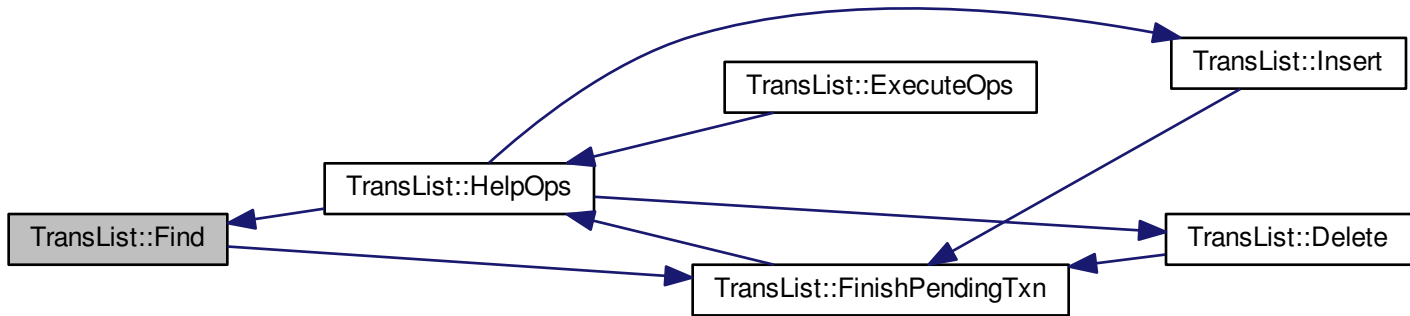 TransList::Insert
TransList::ExecuteOps
TransList::HelpOps
TransList::Find
TransList::Delete
TransList::FinishPendingTxn